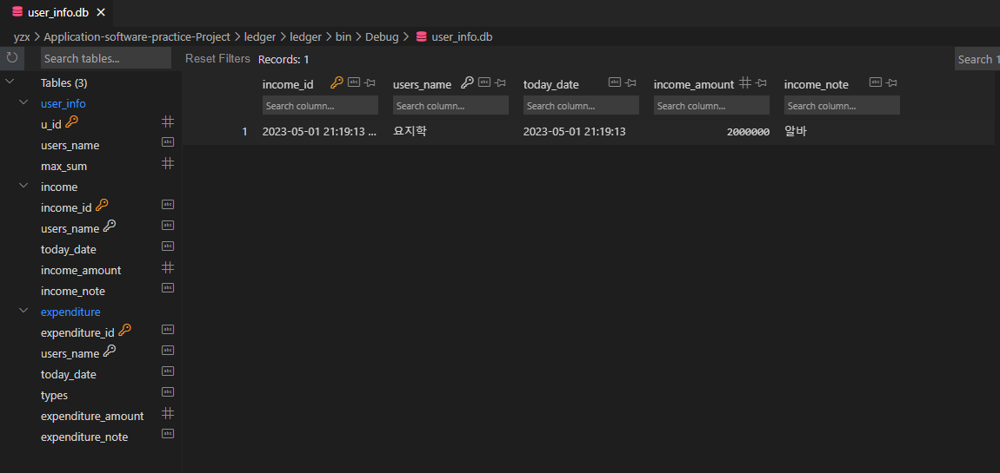 user_info.db
yzx > Application-software-practice-Project > ledger > ledger > bin > Debug > user_info.db
Search tables...
Reset Filters Records: 1
Search 1
Tables (3)
user_info
u_id
users_name
max_sum
income
income_id
users_name
today_date
income_amount
income_note
expenditure
expenditure_id
users_name
today_date
types
expenditure_amount
expenditure_note
income_id users_name today_date income_amount income_note
Search column... Search column... Search column... Search column... Search column...
1 2023-05-01 21:19:13 ... 요지학 2023-05-01 21:19:13 2000000 알바